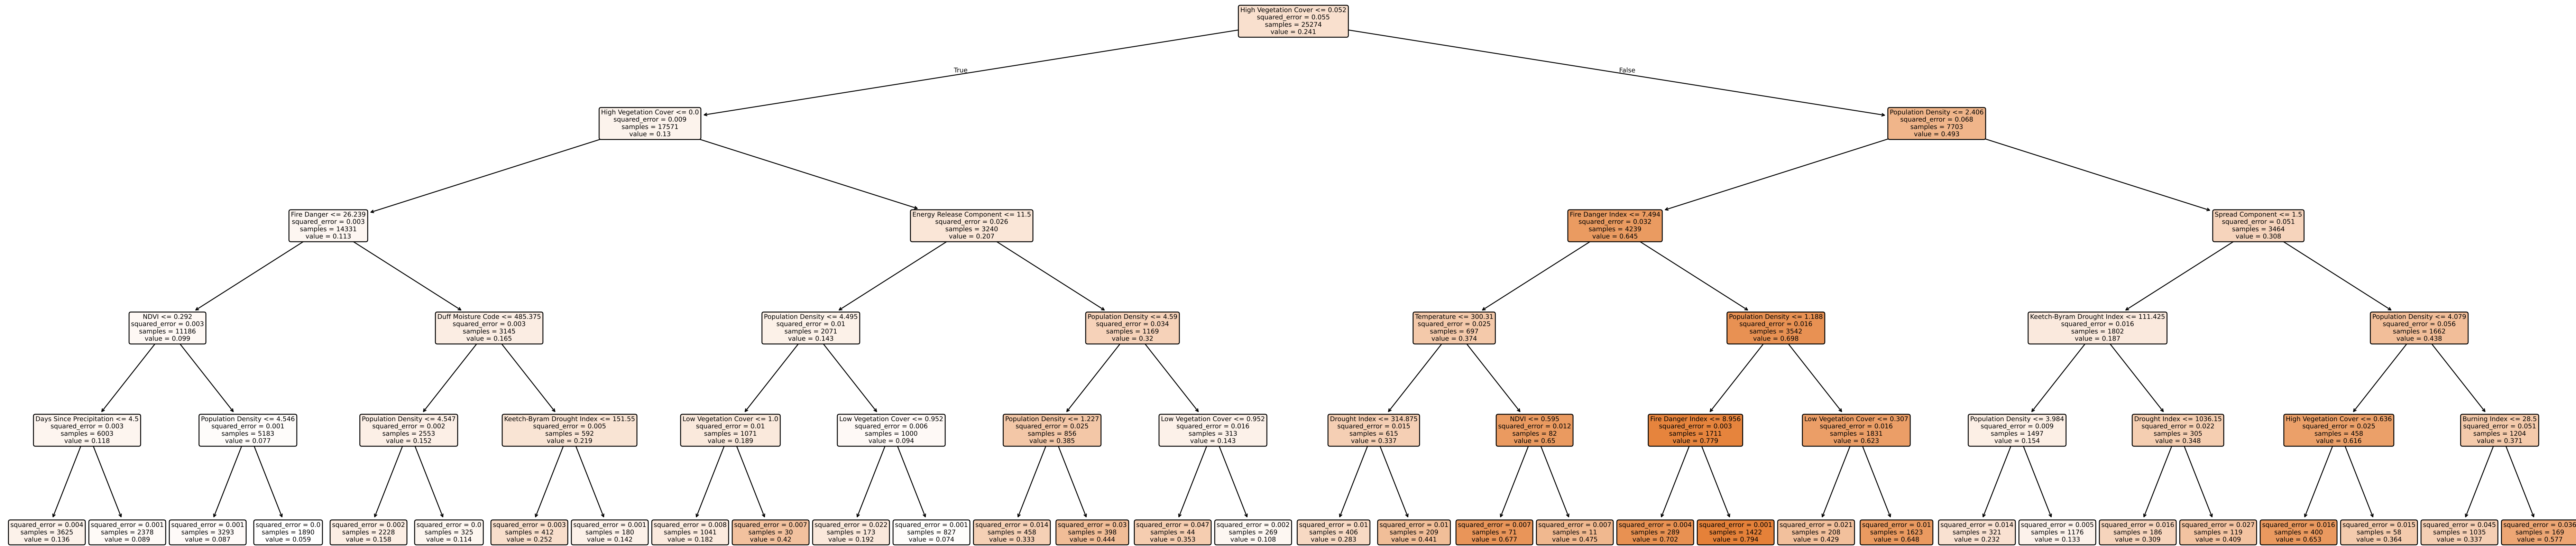 High Vegetation Cover <= 0.052
squared_error = 0.055
samples = 25274
value = 0.241
True
False
High Vegetation Cover <= 0.0
squared_error = 0.009
samples = 17571
value = 0.13
Population Density <= 2.406
squared_error = 0.068
samples = 7703
value = 0.493
Fire Danger <= 26.239
squared_error = 0.003
samples = 14331
value = 0.113
Energy Release Component <= 11.5
squared_error = 0.026
samples = 3240
value = 0.207
Fire Danger Index <= 7.494
squared_error = 0.032
samples = 4239
value = 0.645
Spread Component <= 1.5
squared_error = 0.051
samples = 3464
value = 0.308
NDVI <= 0.292
squared_error = 0.003
samples = 11186
value = 0.099
Duff Moisture Code <= 485.375
squared_error = 0.003
samples = 3145
value = 0.165
Population Density <= 4.495
squared_error = 0.01
samples = 2071
value = 0.143
Population Density <= 4.59
squared_error = 0.034
samples = 1169
value = 0.32
Temperature <= 300.31
squared_error = 0.025
samples = 697
value = 0.374
Population Density <= 1.188
squared_error = 0.016
samples = 3542
value = 0.698
Keetch-Byram Drought Index <= 111.425
squared_error = 0.016
samples = 1802
value = 0.187
Population Density <= 4.079
squared_error = 0.056
samples = 1662
value = 0.438
Days Since Precipitation <= 4.5
squared_error = 0.003
samples = 6003
value = 0.118
Population Density <= 4.546
squared_error = 0.001
samples = 5183
value = 0.077
Population Density <= 4.547
squared_error = 0.002
samples = 2553
value = 0.152
Keetch-Byram Drought Index <= 151.55
squared_error = 0.005
samples = 592
value = 0.219
Low Vegetation Cover <= 1.0
squared_error = 0.01
samples = 1071
value = 0.189
Low Vegetation Cover <= 0.952
squared_error = 0.006
samples = 1000
value = 0.094
Population Density <= 1.227
squared_error = 0.025
samples = 856
value = 0.385
Low Vegetation Cover <= 0.952
squared_error = 0.016
samples = 313
value = 0.143
Drought Index <= 314.875
squared_error = 0.015
samples = 615
value = 0.337
NDVI <= 0.595
squared_error = 0.012
samples = 82
value = 0.65
Fire Danger Index <= 8.956
squared_error = 0.003
samples = 1711
value = 0.779
Low Vegetation Cover <= 0.307
squared_error = 0.016
samples = 1831
value = 0.623
Population Density <= 3.984
squared_error = 0.009
samples = 1497
value = 0.154
Drought Index <= 1036.15
squared_error = 0.022
samples = 305
value = 0.348
High Vegetation Cover <= 0.636
squared_error = 0.025
samples = 458
value = 0.616
Burning Index <= 28.5
squared_error = 0.051
samples = 1204
value = 0.371
squared_error = 0.004
samples = 3625
value = 0.136
squared_error = 0.001
samples = 2378
value = 0.089
squared_error = 0.001
samples = 3293
value = 0.087
squared_error = 0.0
samples = 1890
value = 0.059
squared_error = 0.002
samples = 2228
value = 0.158
squared_error = 0.0
samples = 325
value = 0.114
squared_error = 0.003
samples = 412
value = 0.252
squared_error = 0.001
samples = 180
value = 0.142
squared_error = 0.008
samples = 1041
value = 0.182
squared_error = 0.007
samples = 30
value = 0.42
squared_error = 0.022
samples = 173
value = 0.192
squared_error = 0.001
samples = 827
value = 0.074
squared_error = 0.014
samples = 458
value = 0.333
squared_error = 0.03
samples = 398
value = 0.444
squared_error = 0.047
samples = 44
value = 0.353
squared_error = 0.002
samples = 269
value = 0.108
squared_error = 0.01
samples = 406
value = 0.283
squared_error = 0.01
samples = 209
value = 0.441
squared_error = 0.007
samples = 71
value = 0.677
squared_error = 0.007
samples = 11
value = 0.475
squared_error = 0.004
samples = 289
value = 0.702
squared_error = 0.001
samples = 1422
value = 0.794
squared_error = 0.021
samples = 208
value = 0.429
squared_error = 0.01
samples = 1623
value = 0.648
squared_error = 0.014
samples = 321
value = 0.232
squared_error = 0.005
samples = 1176
value = 0.133
squared_error = 0.016
samples = 186
value = 0.309
squared_error = 0.027
samples = 119
value = 0.409
squared_error = 0.016
samples = 400
value = 0.653
squared_error = 0.015
samples = 58
value = 0.364
squared_error = 0.045
samples = 1035
value = 0.337
squared_error = 0.036
samples = 169
value = 0.577